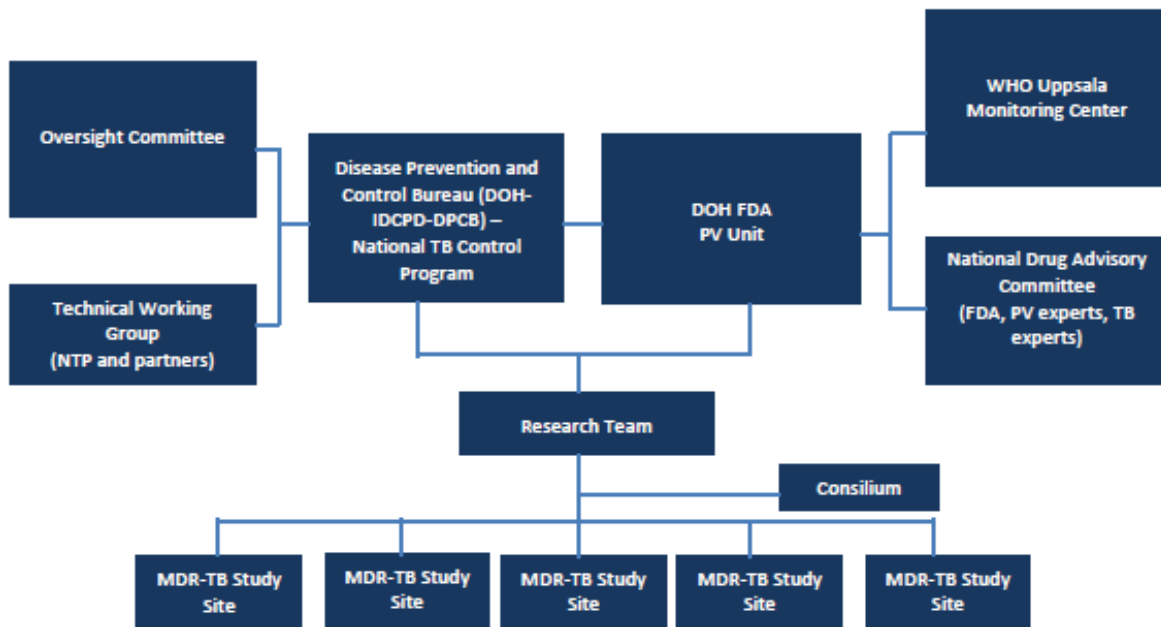 Oversight Committee
WHO Uppsala
Monitoring Center
Disease Prevention and
Control Bureau (DOH-
IDCPD-DPCB) –
National TB Control
Program
DOH FDA
PV Unit
Technical Working
Group
(NTP and partners)
National Drug Advisory
Committee
(FDA, PV experts, TB
experts)
Research Team
Consilium
MDR-TB Study
Site
MDR-TB Study
Site
MDR-TB Study
Site
MDR-TB Study
Site
MDR-TB Study
Site